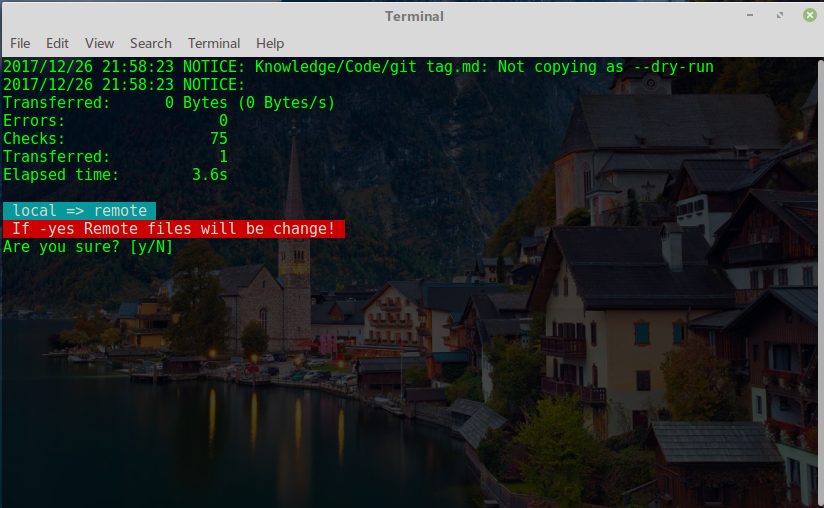 Terminal
File Edit View Search Terminal Help
2017/12/26 21:58:23 NOTICE: Knowledge/Code/git tag.md: Not copying as --dry-run
2017/12/26 21:58:23 NOTICE:
Transferred:      0 Bytes (0 Bytes/s)
Errors:                 0
Checks:                75
Transferred:            1
Elapsed time:        3.6s
local => remote
If -yes Remote files will be change!
Are you sure? [y/N]